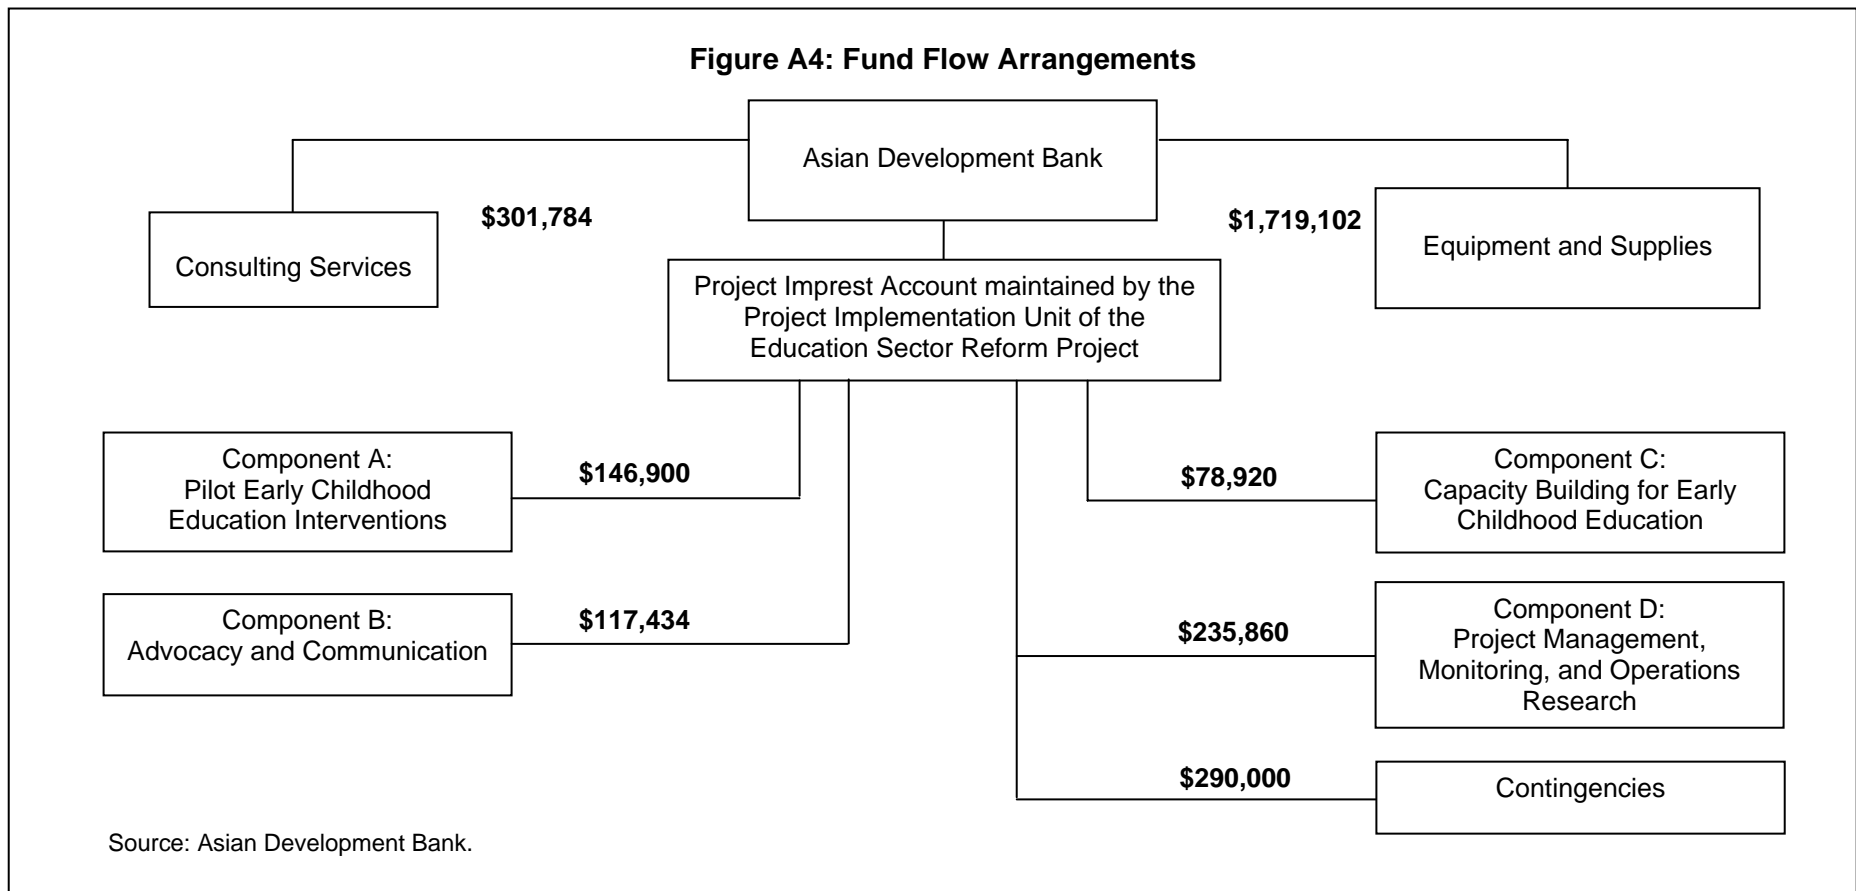 Figure A4: Fund Flow Arrangements
Asian Development Bank
$301,784
$1,719,102
Consulting Services
Equipment and Supplies
Project Imprest Account maintained by the
Project Implementation Unit of the
Education Sector Reform Project
Component A:
Pilot Early Childhood
Education Interventions
$146,900
$78,920
Component C:
Capacity Building for Early
Childhood Education
Component B:
Advocacy and Communication
$117,434
$235,860
Component D:
Project Management,
Monitoring, and Operations
Research
$290,000
Contingencies
Source: Asian Development Bank.